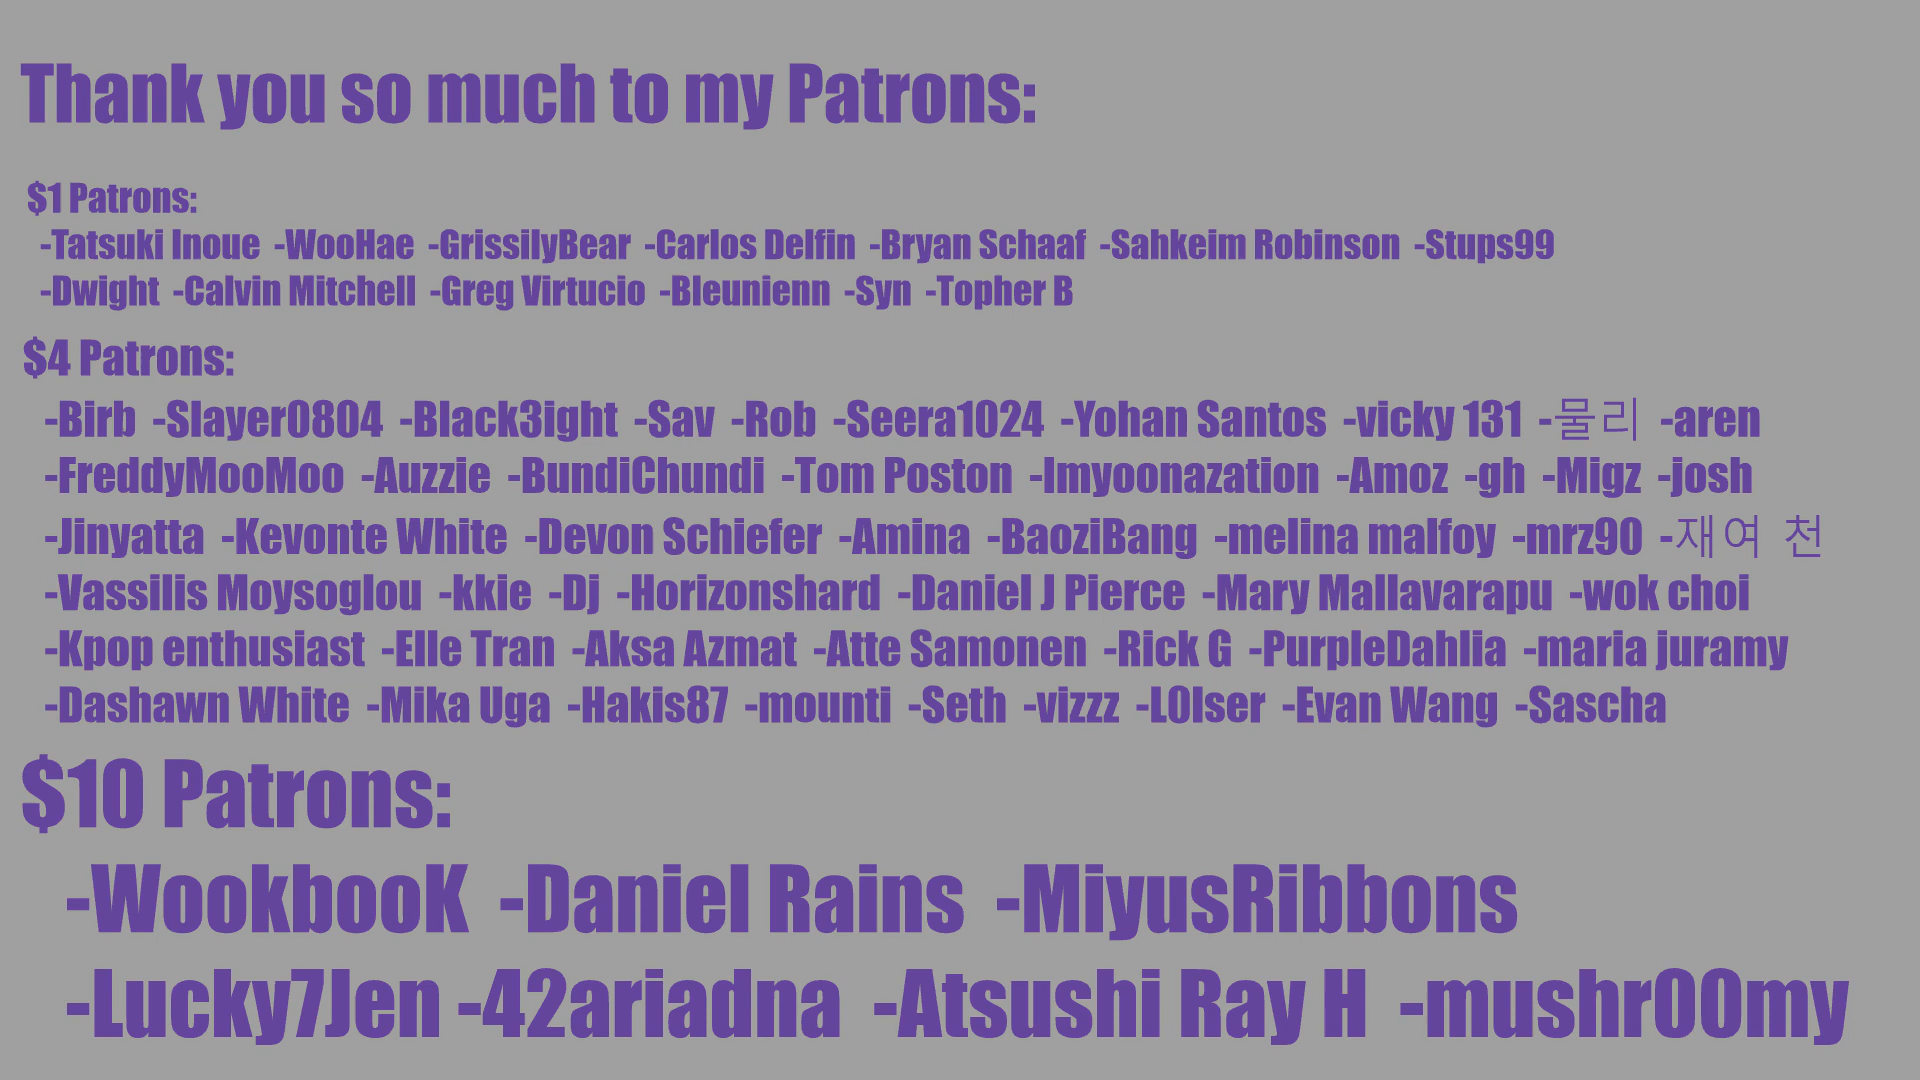 Thank you so much to my Patrons:
$1 Patrons:
-Tatsuki Inoue -WooHae -GrissilyBear -Carlos Delfin -Bryan Schaaf -Sahkeim Robinson -Stups99
-Dwight -Calvin Mitchell -Greg Virtucio -Bleunienn -Syn -Topher B
$4 Patrons:
-Birb -Slayer0804 -Black3ight -Sav -Rob -Seera1024 -Yohan Santos -vicky 131 -물리 -aren
-FreddyMooMoo -Auzzie -BundiChundi -Tom Poston -Imyoonazation -Amoz -gh -Migz -josh
-Jinyatta -Kevonte White -Devon Schiefer -Amina -BaoziBang -melina malfoy -mrz90 -재여 천
-Vassilis Moysoglou -kkie -Dj -Horizonshard -Daniel J Pierce -Mary Mallavarapu -wok choi
-Kpop enthusiast -Elle Tran -Aksa Azmat -Atte Samonen -Rick G -PurpleDahlia -maria juramy
-Dashawn White -Mika Uga -Hakis87 -mounti -Seth -vizzz -L0lser -Evan Wang -Sascha
$10 Patrons:
-WookbooK -Daniel Rains -MiyusRibbons
-Lucky7Jen -42ariadna -Atsushi Ray H -mushr00my